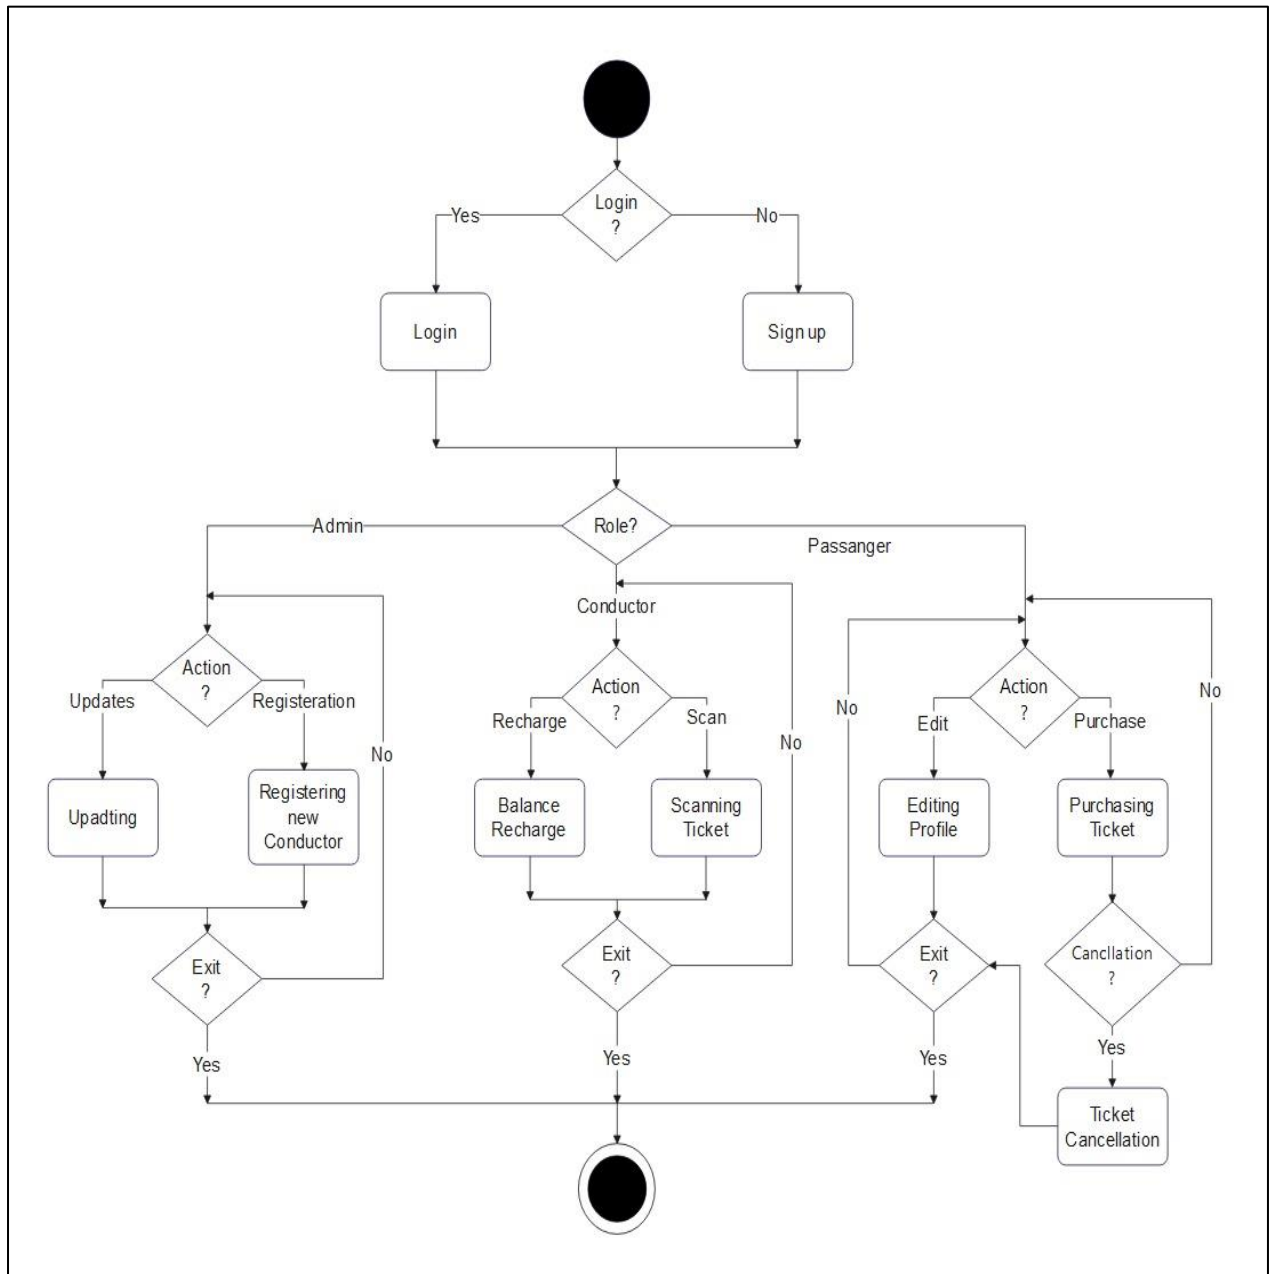 Login
?
Yes
No
Login
Sign up
Role?
Admin
Passanger
Conductor
Action
?
Updates
Registeration
No
Upadting
Registering
new
Conductor
Exit
?
Yes
Action
?
Recharge
Scan
No
Balance
Recharge
Scanning
Ticket
Exit
?
Yes
Action
?
No
Edit
Purchase
No
Editing
Profile
Purchasing
Ticket
Exit
?
Cancllation
?
Yes
Yes
Ticket
Cancellation